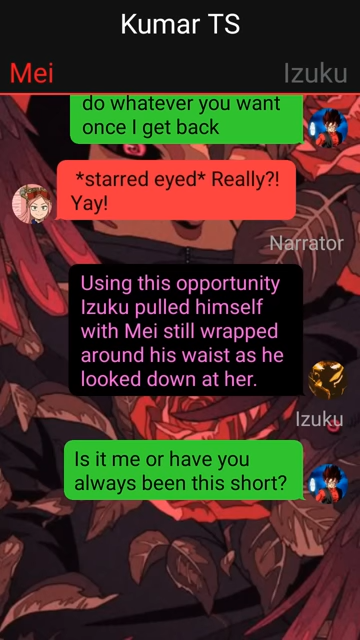 Kumar TS
Mei
Izuku
do whatever you want
once I get back
*starred eyed* Really?!
Yay!
Narrator
Using this opportunity
Izuku pulled himself
with Mei still wrapped
around his waist as he
looked down at her.
Izuku
Is it me or have you
always been this short?